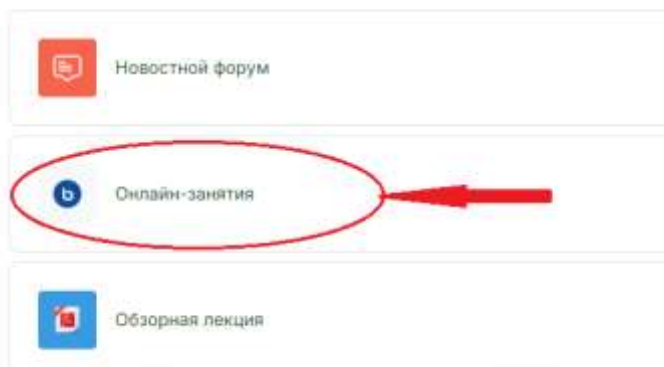 Новостной форум
b
Онлайн-занятия
Обзорная лекция